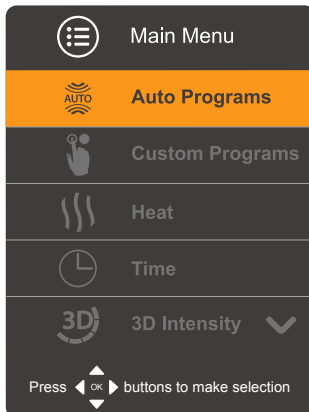 Main Menu
AUTO
Auto Programs
Custom Programs
Heat
Time
3D
3D Intensity
Press OK buttons to make selection